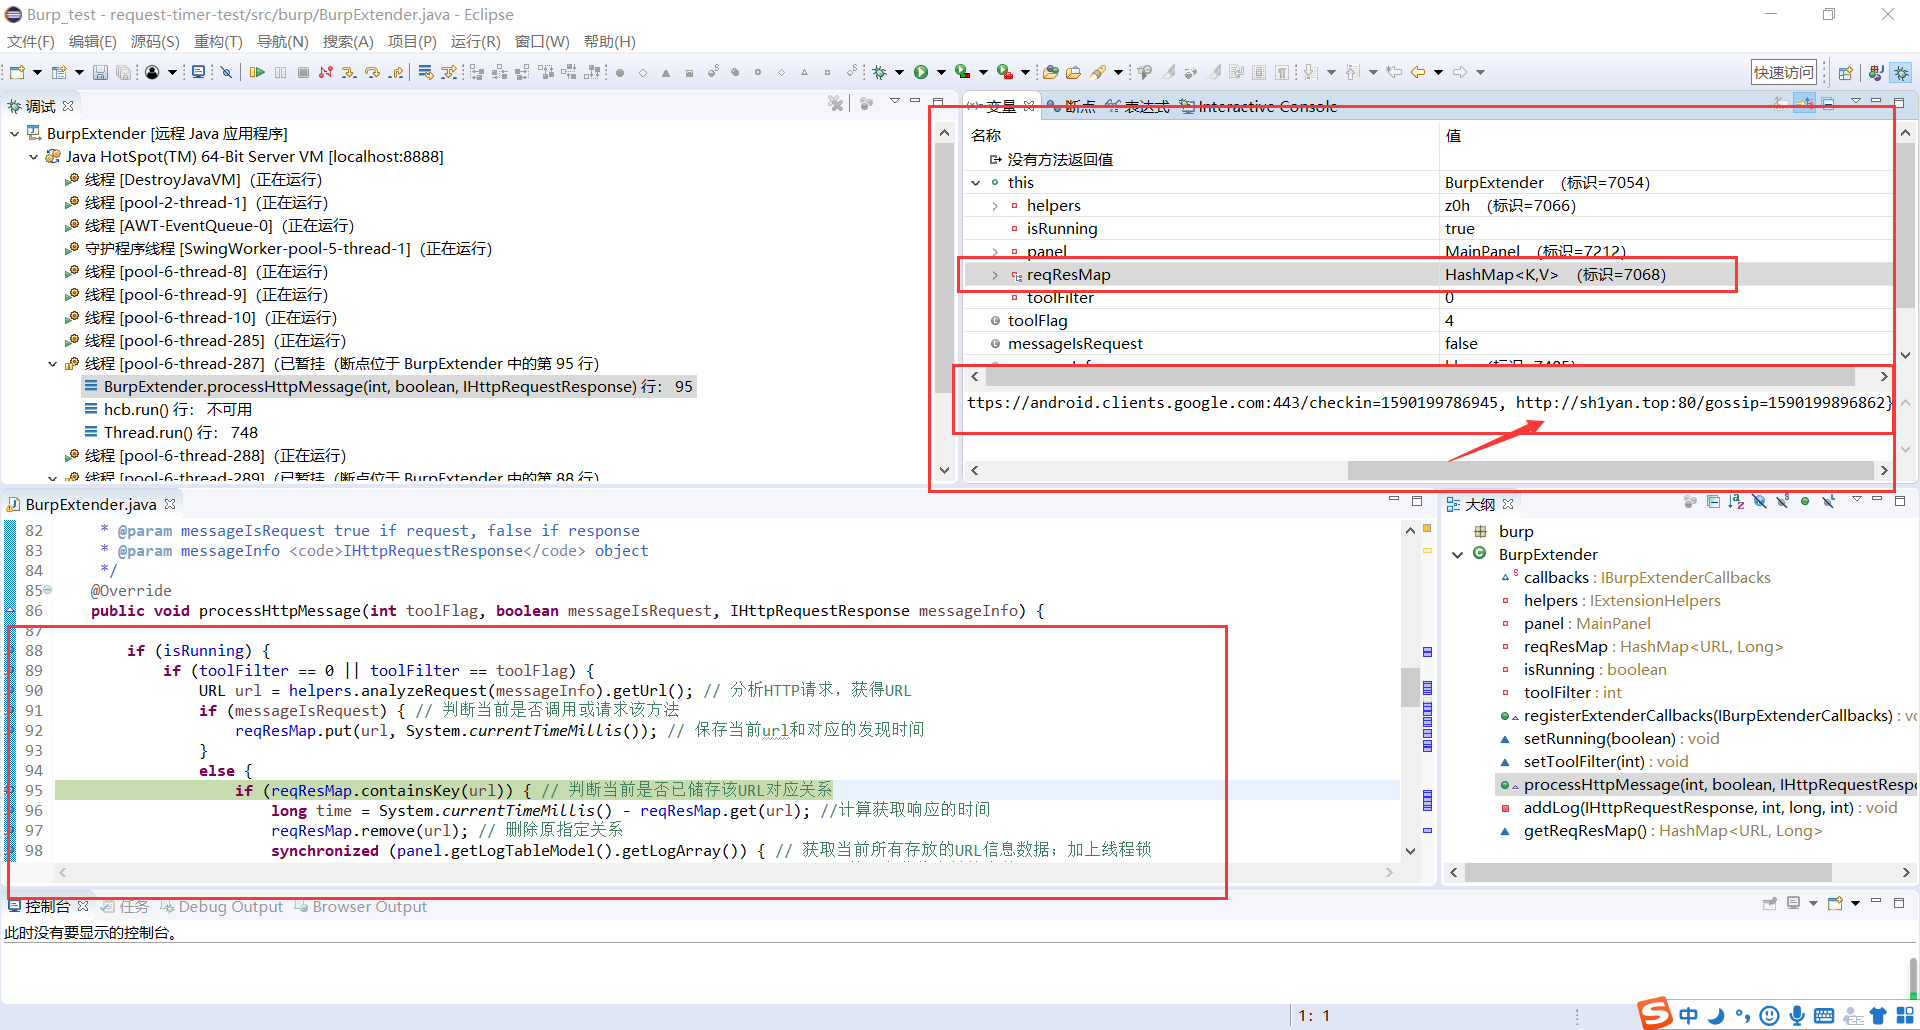 Burp_test - request-timer-test/src/burp/BurpExtender.java - Eclipse
文件(F) 编辑(E) 源码(S) 重构(T) 导航(N) 搜索(A) 项目(P) 运行(R) 窗口(W) 帮助(H)
快速访问
调试
BurpExtender [远程 Java 应用程序]
Java HotSpot(TM) 64-Bit Server VM [localhost:8888]
线程 [DestroyJavaVM] (正在运行)
线程 [pool-2-thread-1] (正在运行)
线程 [AWT-EventQueue-0] (正在运行)
守护程序线程 [SwingWorker-pool-5-thread-1] (正在运行)
线程 [pool-6-thread-8] (正在运行)
线程 [pool-6-thread-9] (正在运行)
线程 [pool-6-thread-10] (正在运行)
线程 [pool-6-thread-285] (正在运行)
线程 [pool-6-thread-287] (已暂挂 (断点位于 BurpExtender 中的第 95 行)
BurpExtender.processHttpMessage(int, boolean, IHttpRequestResponse) 行: 95
hcb.run() 行: 不可用
Thread.run() 行: 748
线程 [pool-6-thread-288] (正在运行)
线程 [pool-6-thread-289] (已暂挂 (断点位于 BurpExtender 中的第 88 行)
变量 断点 表达式 Interactive Console
名称 值
没有方法返回值
this BurpExtender (标识=7054)
helpers z0h (标识=7066)
isRunning true
panel MainPanel (标识=7212)
reqResMap HashMap<K,V> (标识=7068)
toolFilter 0
toolFlag 4
messageIsRequest false
ttps://android.clients.google.com:443/checkin=1590199786945, http://sh1yan.top:80/gossip=1590199896862}
BurpExtender.java
82 * @param messageIsRequest true if request, false if response
83 * @param messageInfo <code>IHttpRequestResponse</code> object
84 */
85 @Override
86 public void processHttpMessage(int toolFlag, boolean messageIsRequest, IHttpRequestResponse messageInfo) {
87
88 if (isRunning) {
89 if (toolFilter == 0 || toolFilter == toolFlag) {
90 URL url = helpers.analyzeRequest(messageInfo).getUrl(); // 分析HTTP请求，获得URL
91 if (messageIsRequest) { // 判断当前是否调用或请求该方法
92 reqResMap.put(url, System.currentTimeMillis()); // 保存当前url和对应的发现时间
93 }
94 else {
95 if (reqResMap.containsKey(url)) { // 判断当前是否已储存该URL对应关系
96 long time = System.currentTimeMillis() - reqResMap.get(url); //计算获取响应的时间
97 reqResMap.remove(url); // 删除原指定关系
98 synchronized (panel.getLogTableModel().getLogArray()) { // 获取当前所有存放的URL信息数据；加上线程锁
大纲
burp
BurpExtender
callbacks : IBurpExtenderCallbacks
helpers : IExtensionHelpers
panel : MainPanel
reqResMap : HashMap<URL, Long>
isRunning : boolean
toolFilter : int
registerExtenderCallbacks(IBurpExtenderCallbacks) : vo
setRunning(boolean) : void
setToolFilter(int) : void
processHttpMessage(int, boolean, IHttpRequestRespo
addLog(IHttpRequestResponse, int, long, int) : void
getReqResMap() : HashMap<URL, Long>
控制台 任务 Debug Output Browser Output
此时没有要显示的控制台。
1: 1
中